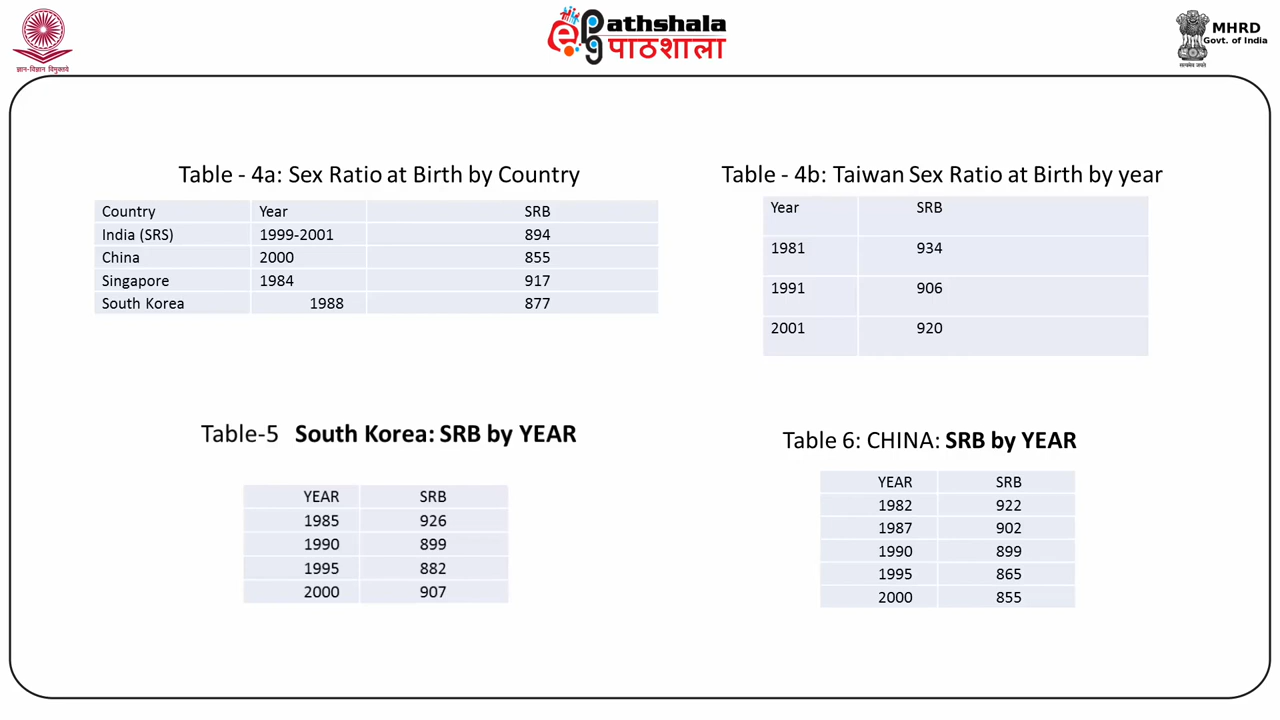 ज्ञान-विज्ञान विमुक्तये
ePathshala
पाठशाला
MHRD
Govt. of India
सत्यमेव जयते
Table - 4a: Sex Ratio at Birth by Country
Country Year SRB
India (SRS) 1999-2001 894
China 2000 855
Singapore 1984 917
South Korea 1988 877
Table - 4b: Taiwan Sex Ratio at Birth by year
Year SRB
1981 934
1991 906
2001 920
Table-5 South Korea: SRB by YEAR
YEAR SRB
1985 926
1990 899
1995 882
2000 907
Table 6: CHINA: SRB by YEAR
YEAR SRB
1982 922
1987 902
1990 899
1995 865
2000 855